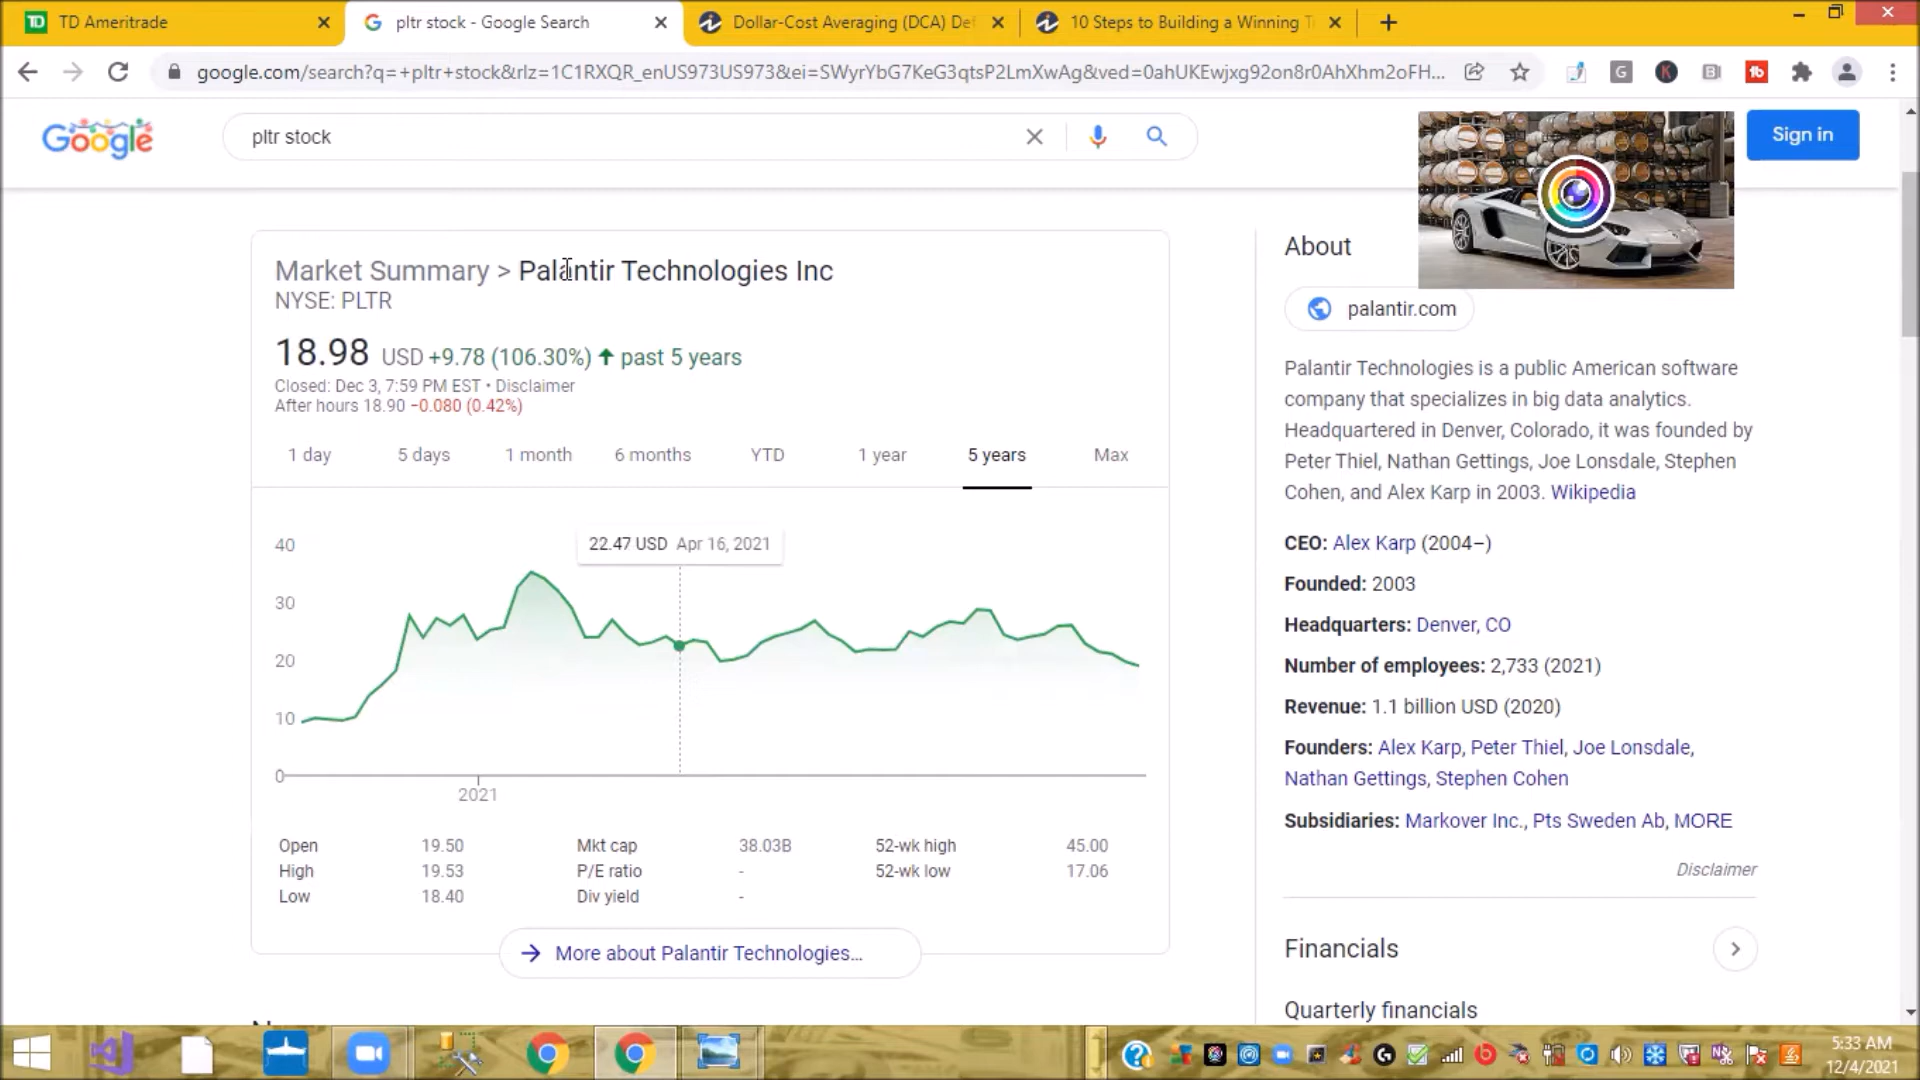 TD Ameritrade
pltr stock - Google Search
Dollar-Cost Averaging (DCA) De
10 Steps to Building a Winning T
google.com/search?q=+pltr+stock&rlz=1C1RXQR_enUS973US973&ei=SWyrYbG7KeG3qtsP2LmXwAg&ved=0ahUKEwjxg92on8r0AhXhm2oFH...
Google
pltr stock
Sign in
Market Summary > Palantir Technologies Inc
NYSE: PLTR
18.98 USD +9.78 (106.30%) past 5 years
Closed: Dec 3, 7:59 PM EST • Disclaimer
After hours 18.90 −0.080 (0.42%)
1 day 5 days 1 month 6 months YTD 1 year 5 years Max
22.47 USD Apr 16, 2021
40
30
20
10
0
2021
Open 19.50 Mkt cap 38.03B 52-wk high 45.00
High 19.53 P/E ratio - 52-wk low 17.06
Low 18.40 Div yield -
More about Palantir Technologies...
About
palantir.com
Palantir Technologies is a public American software
company that specializes in big data analytics.
Headquartered in Denver, Colorado, it was founded by
Peter Thiel, Nathan Gettings, Joe Lonsdale, Stephen
Cohen, and Alex Karp in 2003. Wikipedia
CEO: Alex Karp (2004–)
Founded: 2003
Headquarters: Denver, CO
Number of employees: 2,733 (2021)
Revenue: 1.1 billion USD (2020)
Founders: Alex Karp, Peter Thiel, Joe Lonsdale,
Nathan Gettings, Stephen Cohen
Subsidiaries: Markover Inc., Pts Sweden Ab, MORE
Disclaimer
Financials
Quarterly financials
5:33 AM
12/4/2021